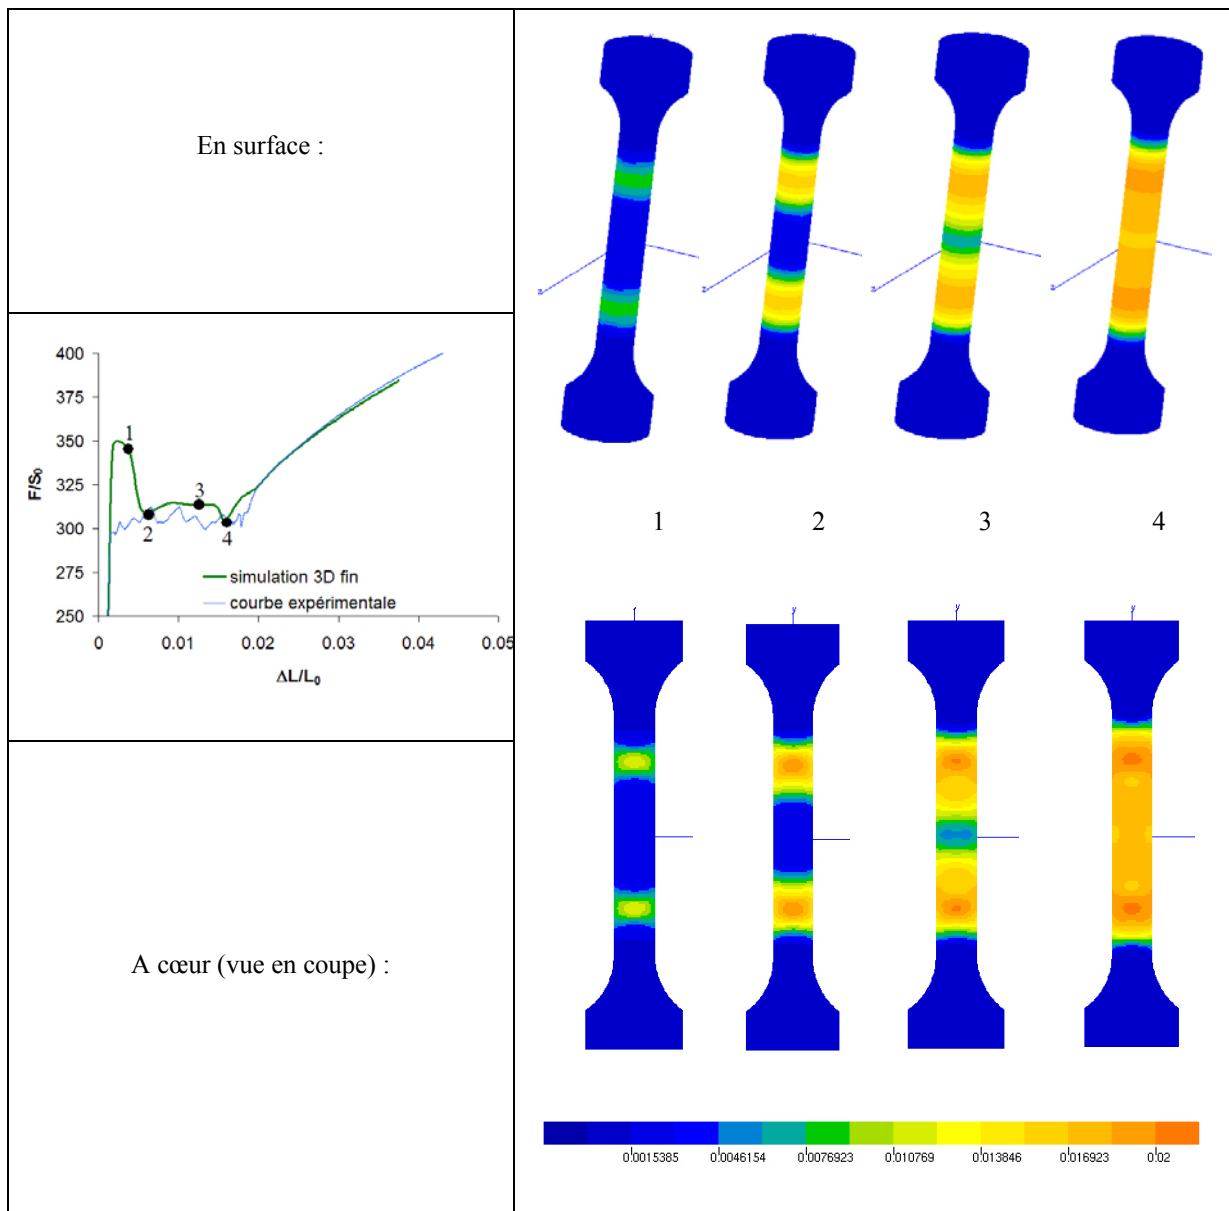 En surface :
z
z
z
400
375
350
325
300
275
250
F/S₀
1
2
3
4
simulation 3D fin
courbe expérimentale
0
0.01
0.02
0.03
0.04
0.05
ΔL/L₀
1
2
3
4
y
y
y
A cœur (vue en coupe) :
0.0015385
0.0046154
0.0076923
0.010769
0.013846
0.016923
0.02